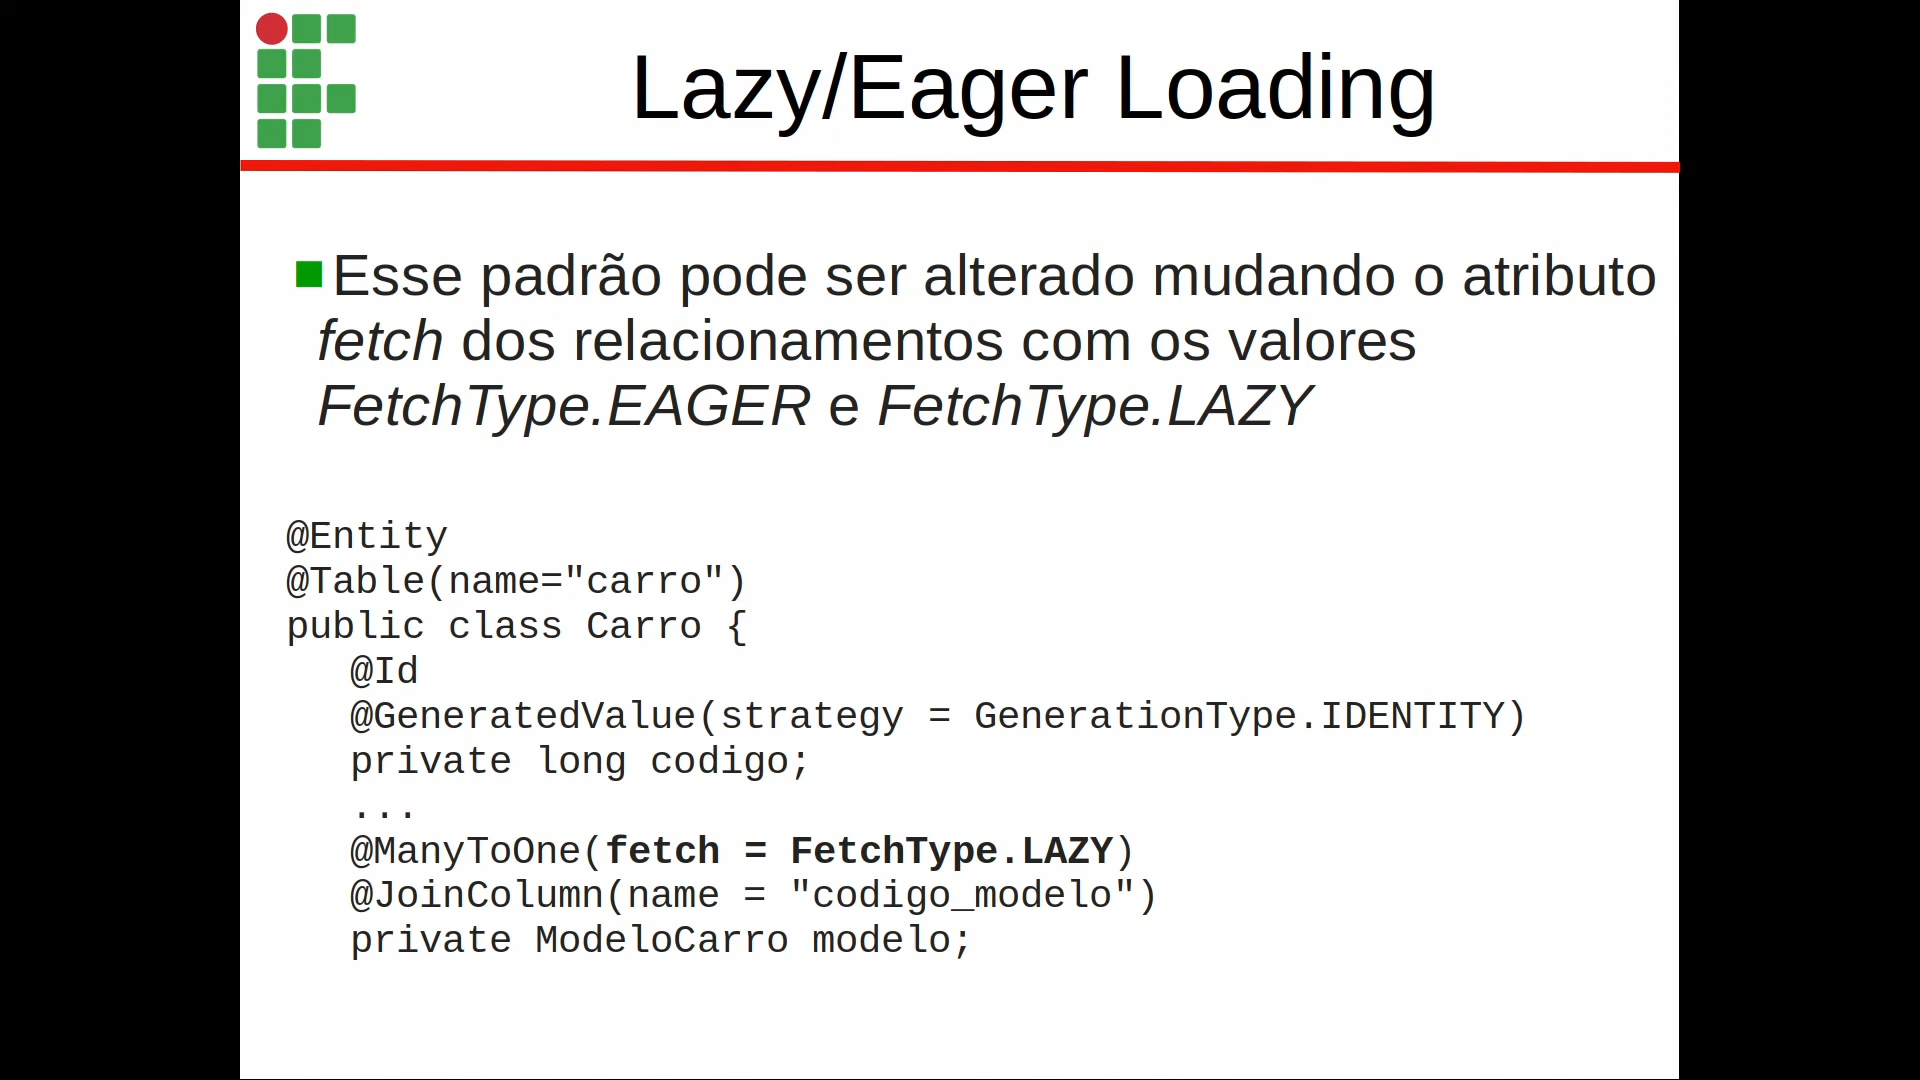 Lazy/Eager Loading
Esse padrão pode ser alterado mudando o atributo
fetch dos relacionamentos com os valores
FetchType.EAGER e FetchType.LAZY
@Entity
@Table(name="carro")
public class Carro {
@Id
@GeneratedValue(strategy = GenerationType.IDENTITY)
private long codigo;
...
@ManyToOne(fetch = FetchType.LAZY)
@JoinColumn(name = "codigo_modelo")
private ModeloCarro modelo;